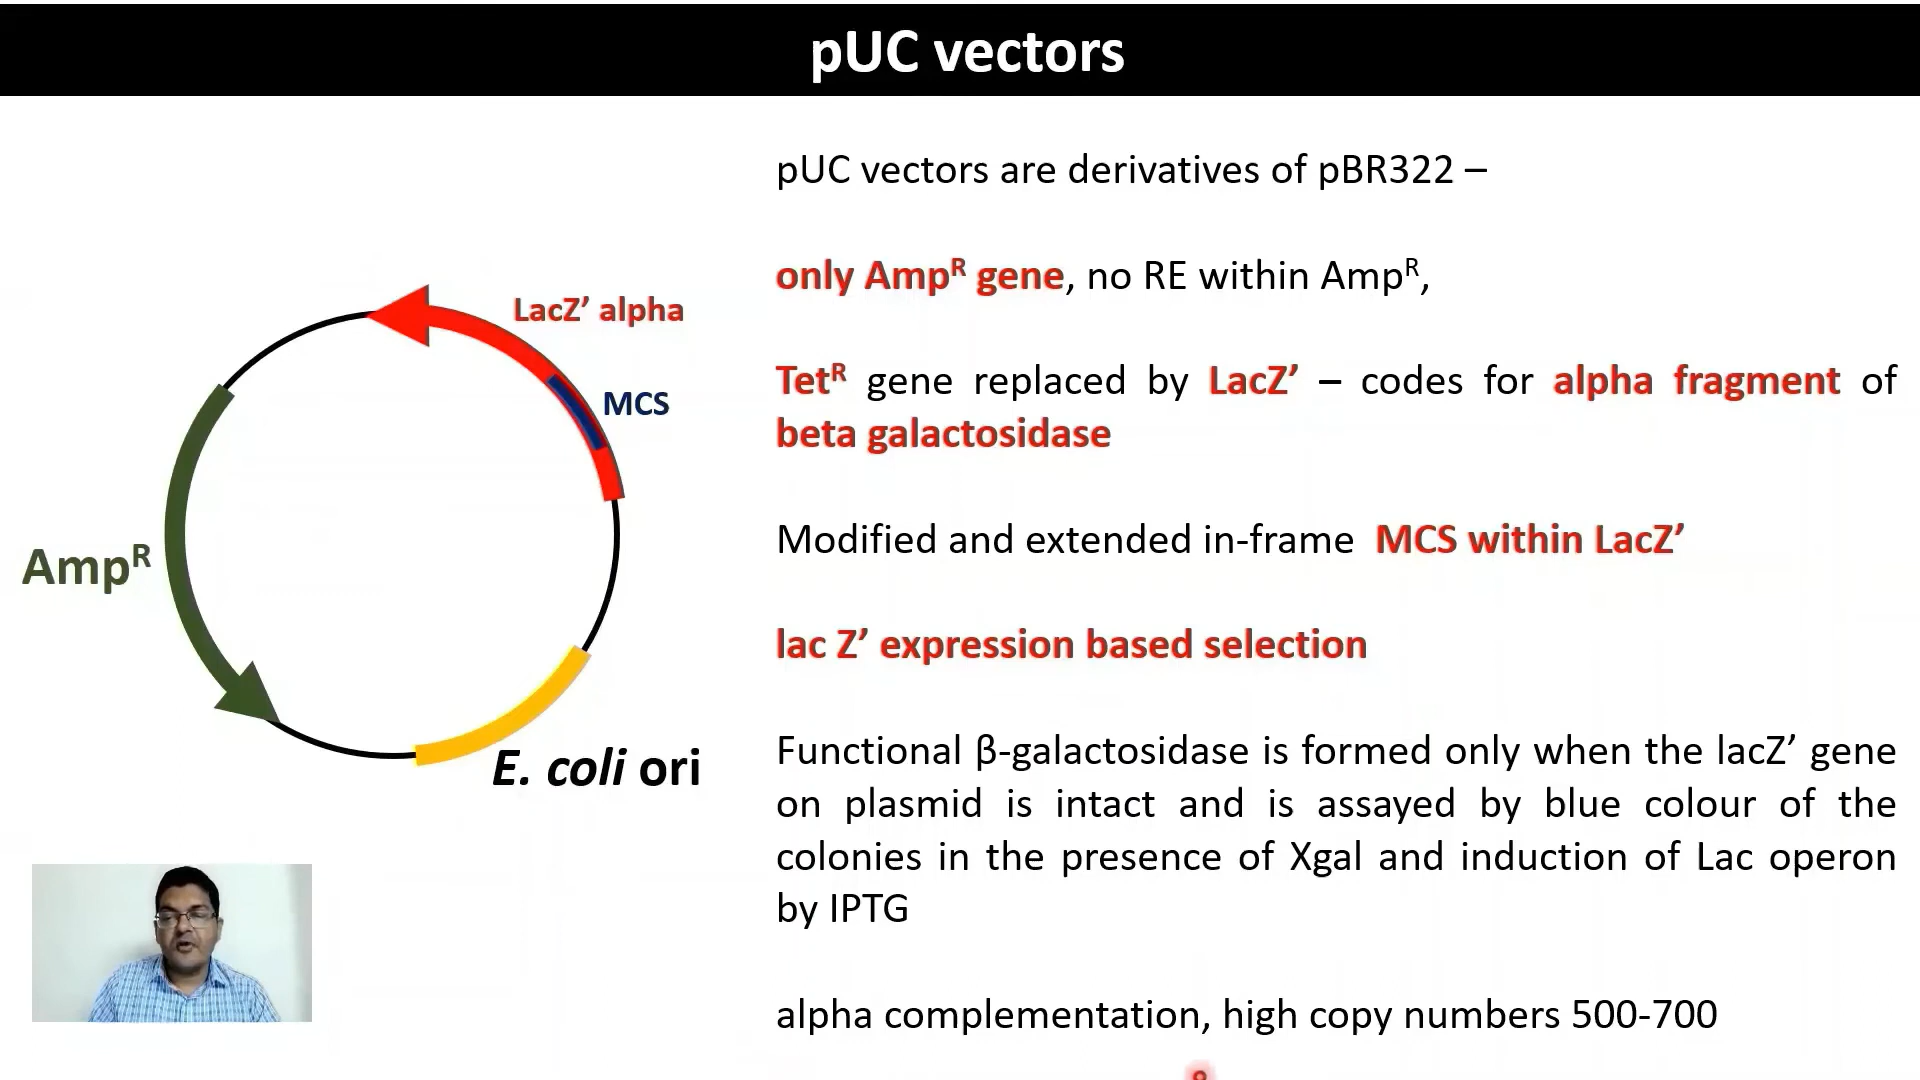 pUC vectors
pUC vectors are derivatives of pBR322 –
only Ampᴿ gene, no RE within Ampᴿ,
Tetᴿ gene replaced by LacZ’ – codes for alpha fragment of
beta galactosidase
Modified and extended in-frame MCS within LacZ’
lac Z’ expression based selection
Functional β-galactosidase is formed only when the lacZ’ gene
on plasmid is intact and is assayed by blue colour of the
colonies in the presence of Xgal and induction of Lac operon
by IPTG
alpha complementation, high copy numbers 500-700
LacZ’ alpha
MCS
Ampᴿ
E. coli ori